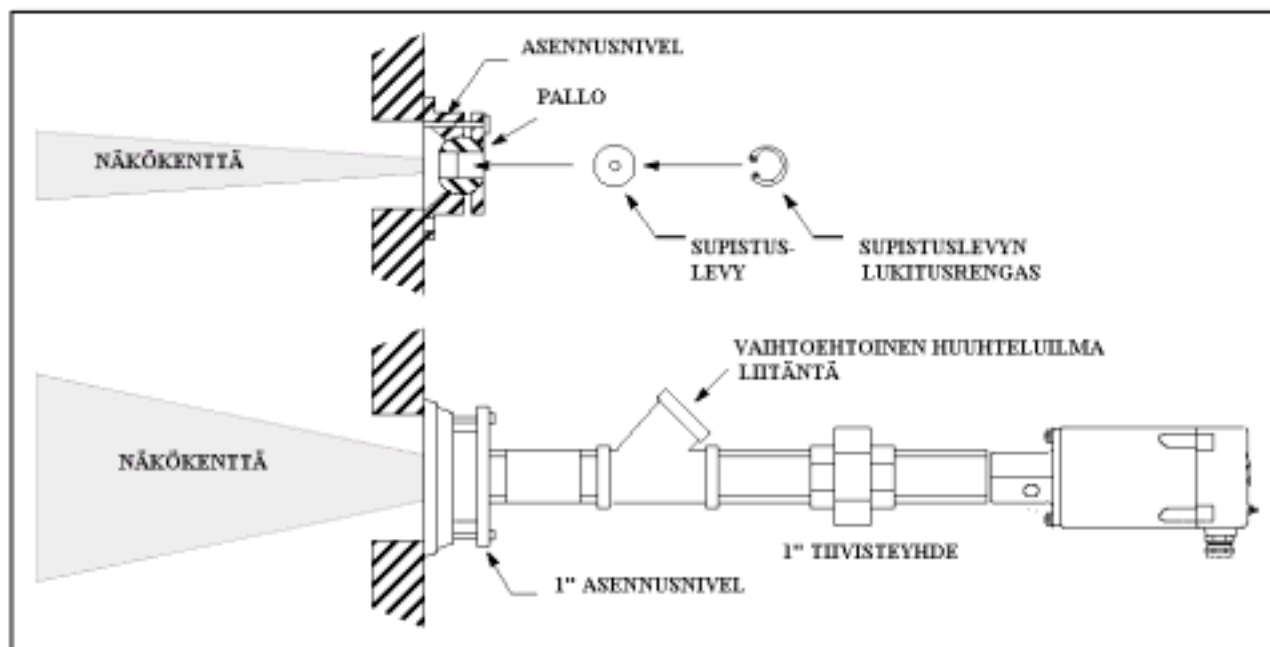 ASENNUSNIVEL
PALLO
NÄKÖKENTTÄ
SUPISTUS-
LEVY
SUPISTUSLEVYN
LUKITUSRENGAS
VAIHTOEHTOINEN HUUHTELUILMA
LIITÄNTÄ
NÄKÖKENTTÄ
1" TIIVISTEYHDE
1" ASENNUSNIVEL